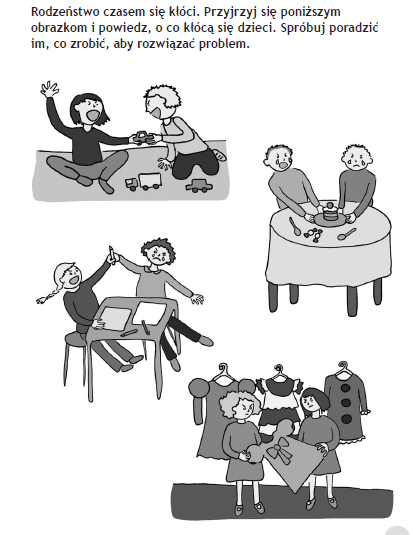 Rodzeństwo czasem się kłóci. Przyjrzyj się poniższym
obrazkom i powiedz, o co kłócą się dzieci. Spróbuj poradzić
im, co zrobić, aby rozwiązać problem.